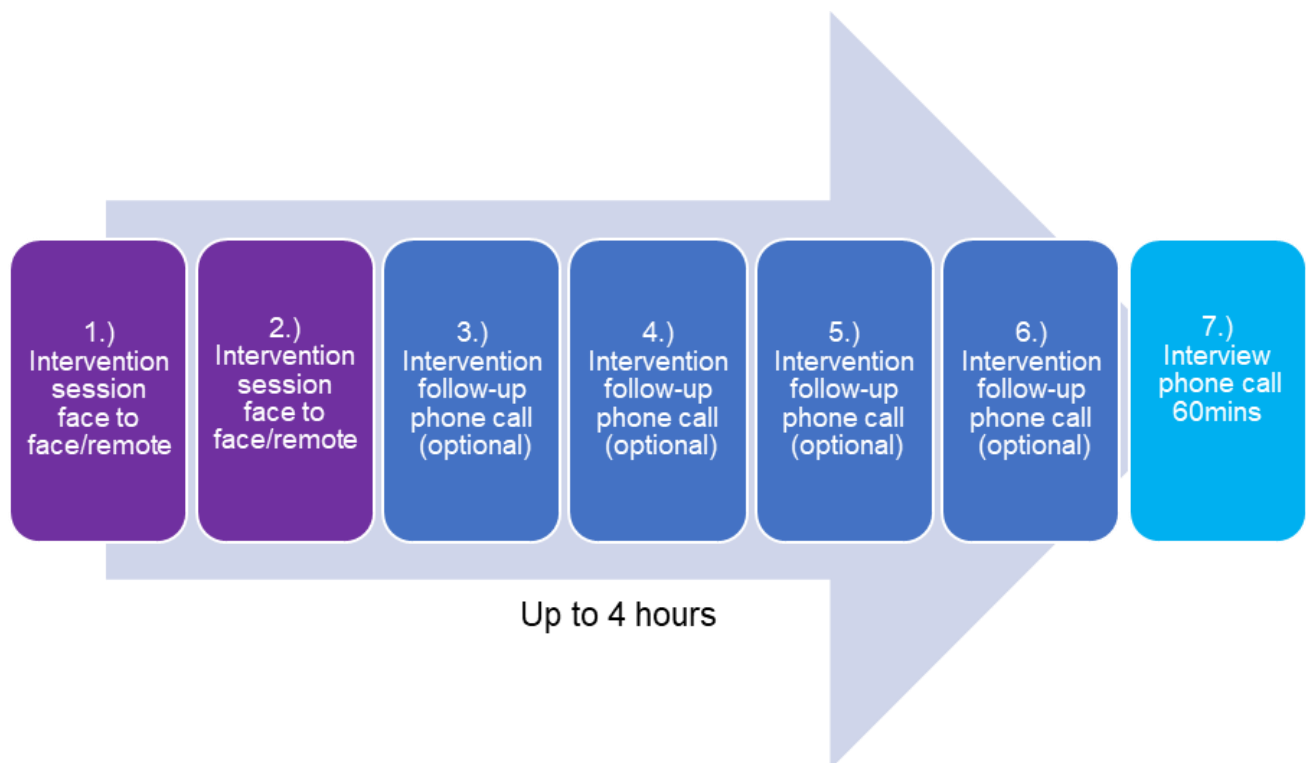 1.)
Intervention
session
face to
face/remote
2.)
Intervention
session
face to
face/remote
3.)
Intervention
follow-up
phone call
(optional)
4.)
Intervention
follow-up
phone call
(optional)
5.)
Intervention
follow-up
phone call
(optional)
6.)
Intervention
follow-up
phone call
(optional)
7.)
Interview
phone call
60mins
Up to 4 hours